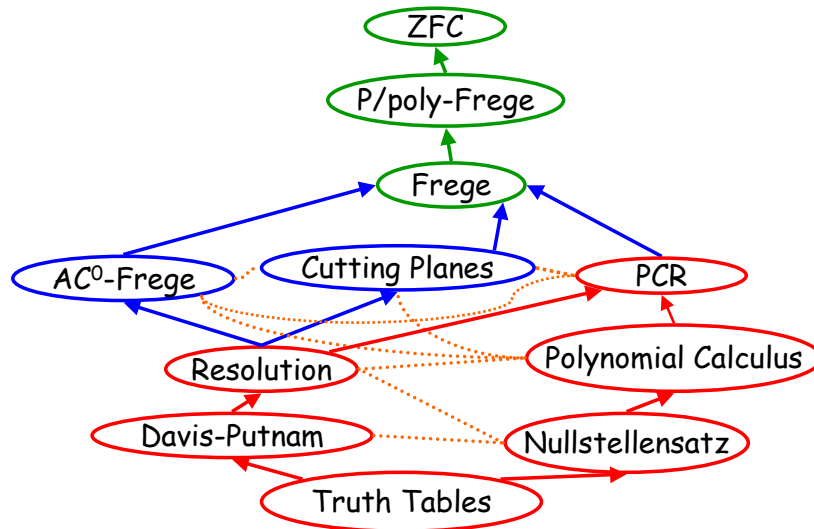 ZFC
P/poly-Frege
Frege
AC⁰-Frege
Cutting Planes
PCR
Resolution
Polynomial Calculus
Davis-Putnam
Nullstellensatz
Truth Tables